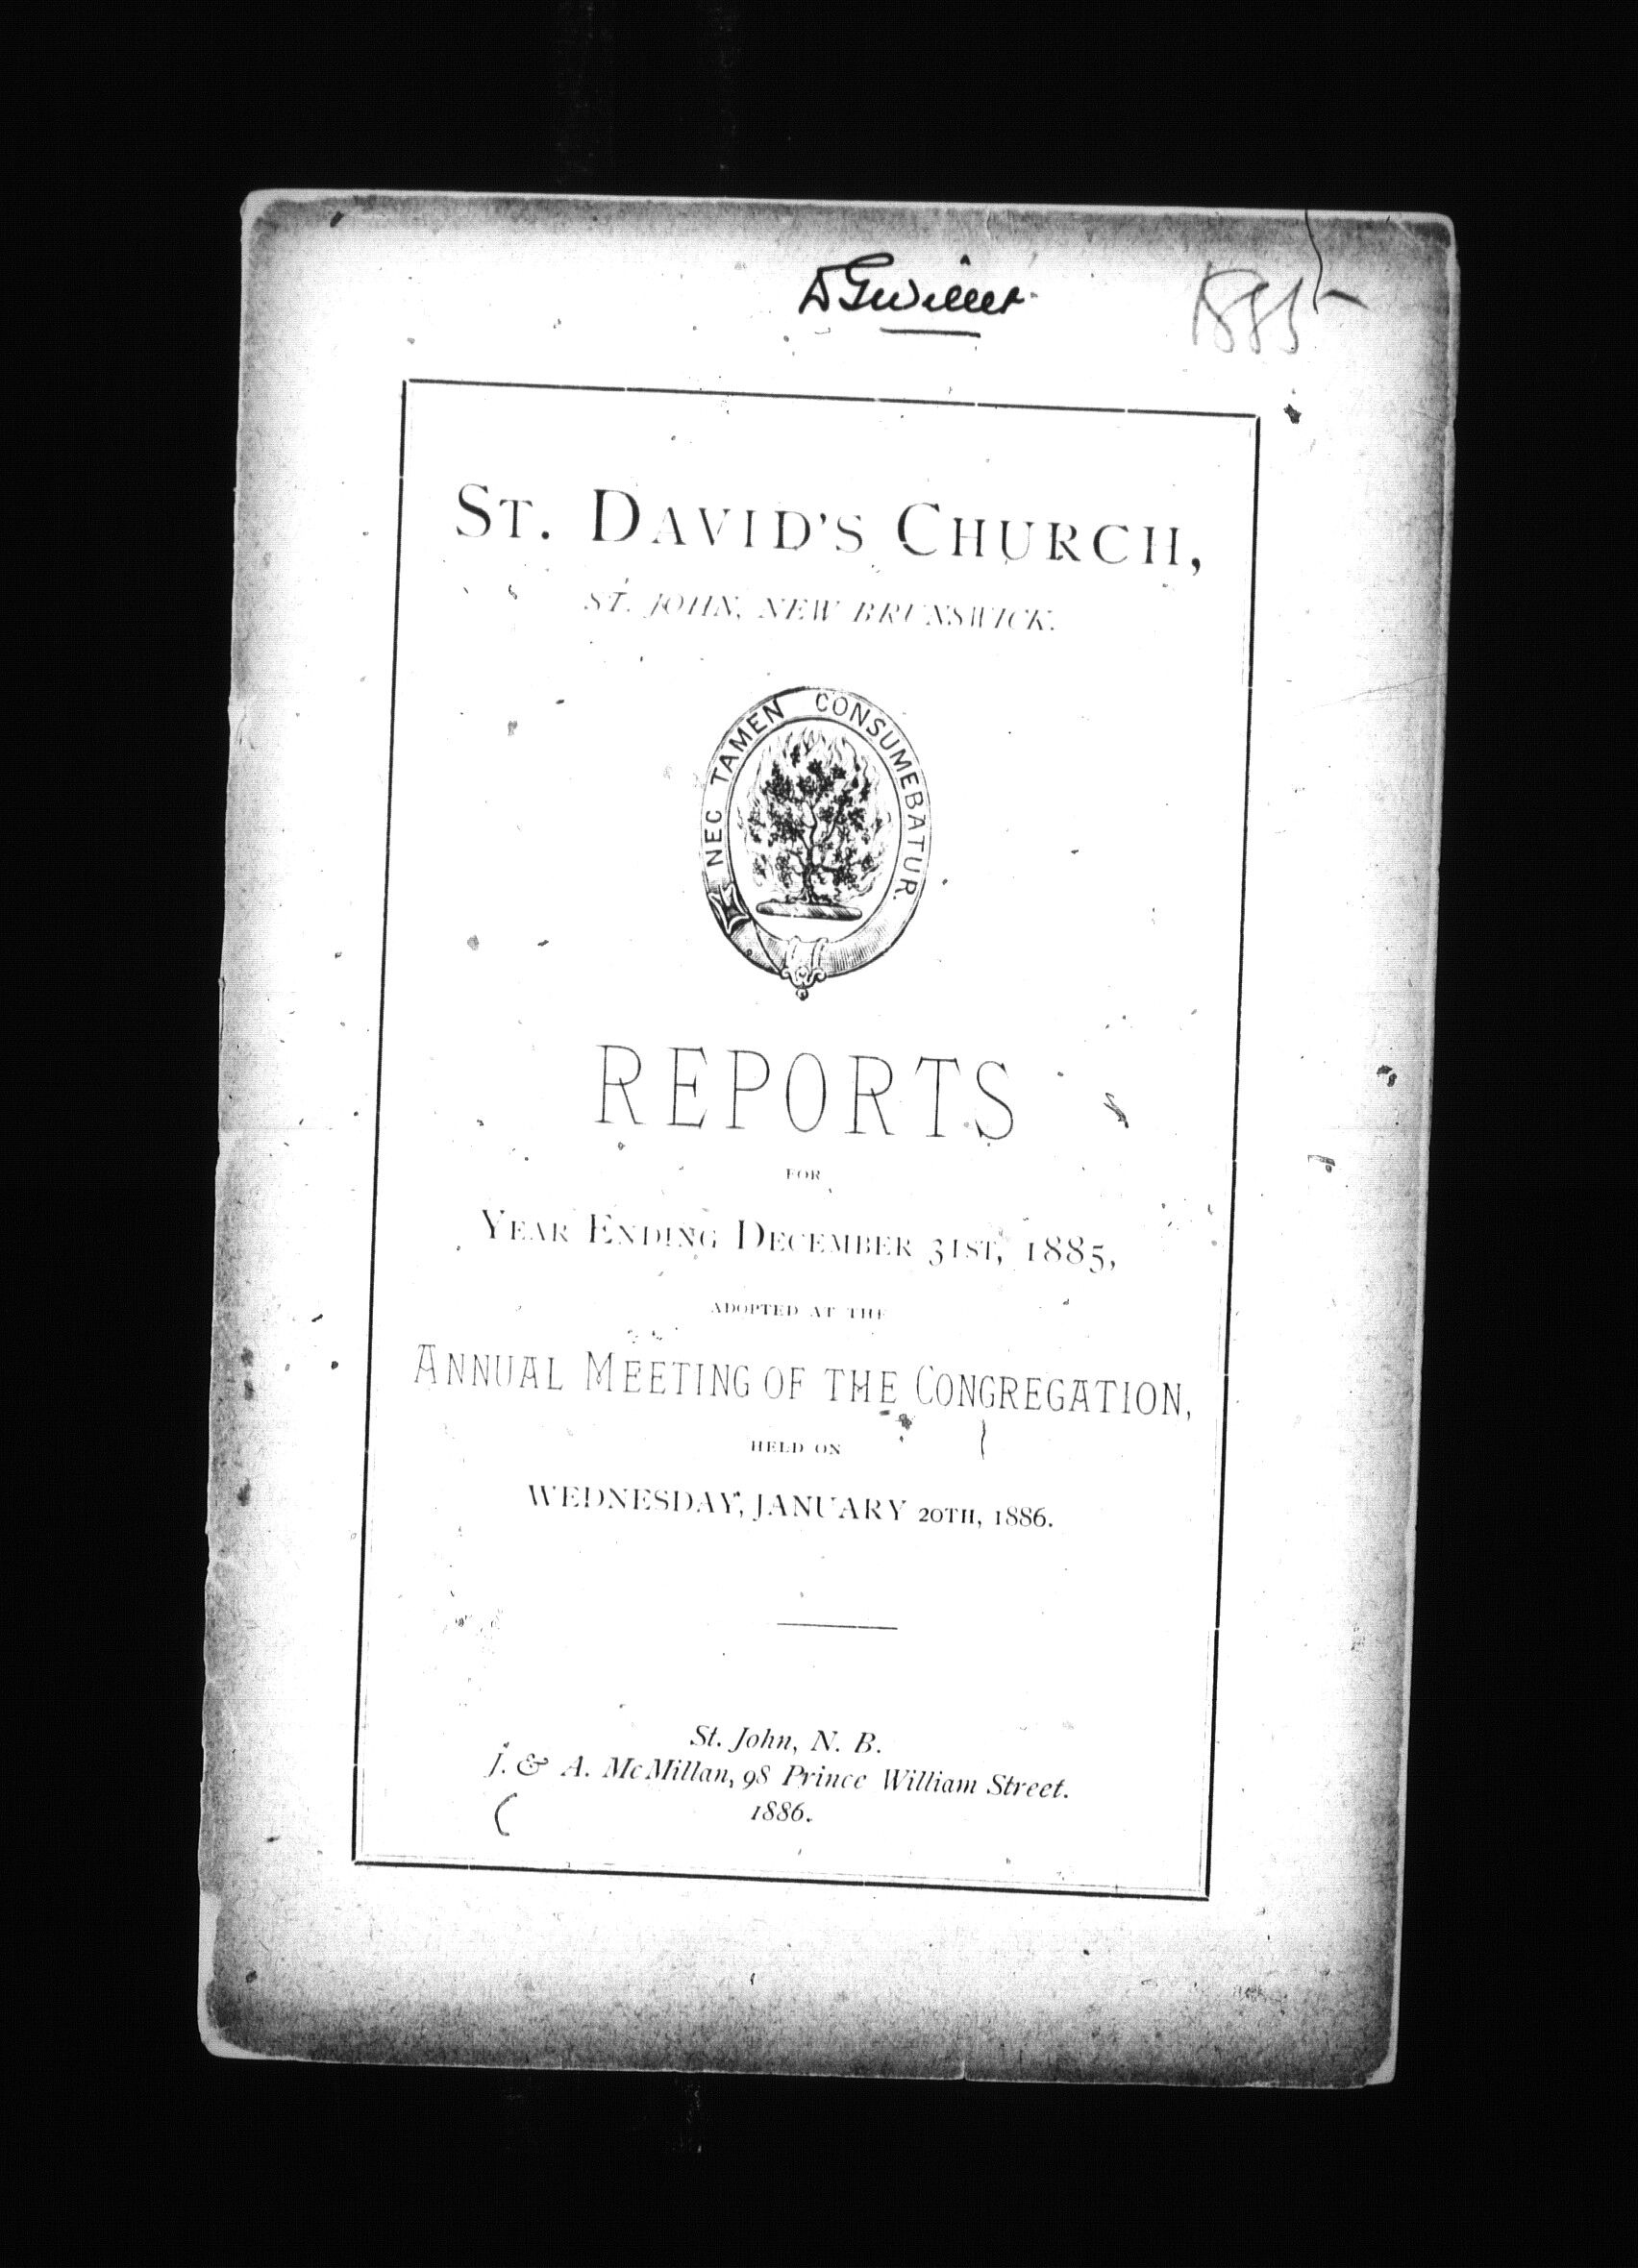 1885
ST. DAVID'S CHURCH,
ST. JOHN, NEW BRUNSWICK.
NEC TAMEN CONSUMEBATUR.
REPORTS
FOR
YEAR ENDING DECEMBER 31ST, 1885,
ADOPTED AT THE
ANNUAL MEETING OF THE CONGREGATION,
HELD ON
WEDNESDAY, JANUARY 20TH, 1886.
St. John, N. B.
J. & A. McMillan, 98 Prince William Street.
1886.